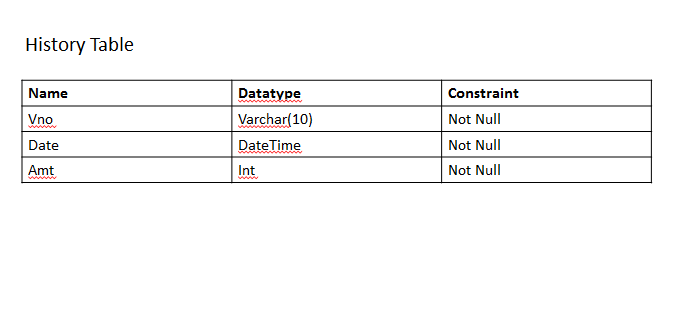 History Table
Name Datatype Constraint
Vno Varchar(10) Not Null
Date DateTime Not Null
Amt Int Not Null